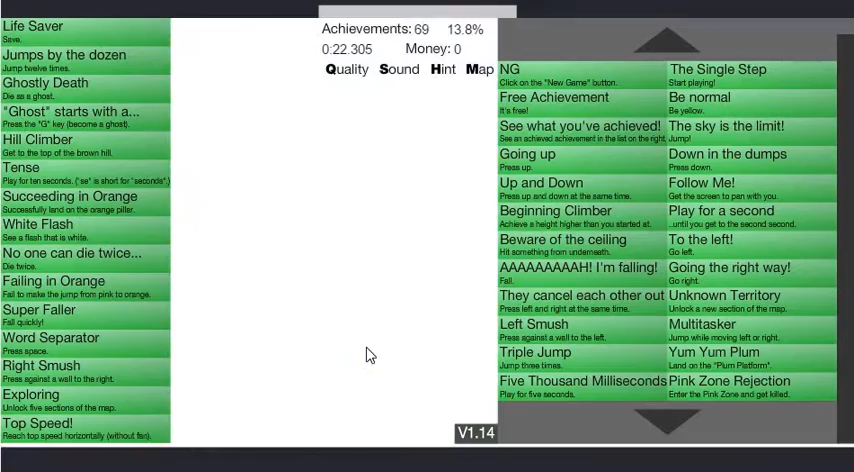 Life Saver
Save.
Jumps by the dozen
Jump twelve times.
Ghostly Death
Die as a ghost.
"Ghost" starts with a...
Press the "G" key (become a ghost).
Hill Climber
Get to the top of the brown hill.
Tense
Play for ten seconds. ("se" is short for "seconds".)
Succeeding in Orange
Successfully land on the orange pillar.
White Flash
See a flash that is white.
No one can die twice...
Die twice.
Failing in Orange
Fail to make the jump from pink to orange.
Super Faller
Fall quickly!
Word Separator
Press space.
Right Smush
Press against a wall to the right.
Exploring
Unlock five sections of the map.
Top Speed!
Reach top speed horizontally (without fan).
Achievements: 69 13.8%
0:22.305 Money: 0
Quality Sound Hint Map
V1.14
NG
Click on the "New Game" button.
The Single Step
Start playing!
Free Achievement
It's free!
Be normal
Be yellow.
See what you've achieved!
See an achieved achievement in the list on the right.
The sky is the limit!
Jump!
Going up
Press up.
Down in the dumps
Press down.
Up and Down
Press up and down at the same time.
Follow Me!
Get the screen to pan with you.
Beginning Climber
Achieve a height higher than you started at.
Play for a second
...until you get to the second second.
Beware of the ceiling
Hit something from underneath.
To the left!
Go left.
AAAAAAAAAH! I'm falling!
Fall.
Going the right way!
Go right.
They cancel each other out
Press left and right at the same time.
Unknown Territory
Unlock a new section of the map.
Left Smush
Press against a wall to the left.
Multitasker
Jump while moving left or right.
Triple Jump
Jump three times.
Yum Yum Plum
Land on the "Plum Platform".
Five Thousand Milliseconds
Play for five seconds.
Pink Zone Rejection
Enter the Pink Zone and get killed.